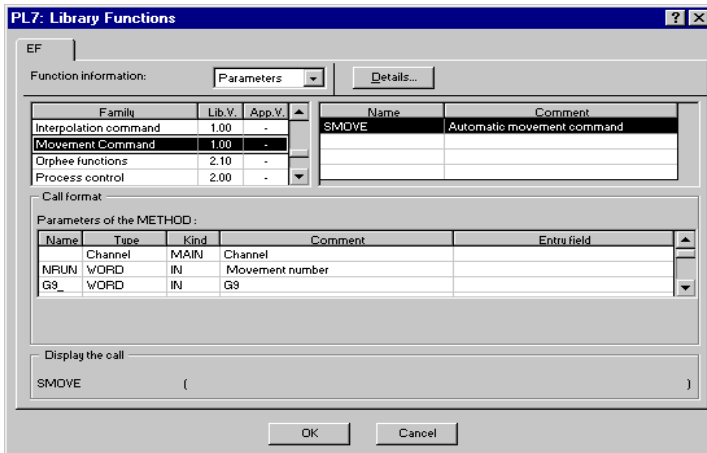 PL7: Library Functions
EF
Function information: Parameters Details...
Family Lib.V. App.V. Name Comment
Interpolation command 1.00 - SMOVE Automatic movement command
Movement Command 1.00 -
Orphee functions 2.10 -
Process control 2.00 -
Call format
Parameters of the METHOD :
Name Type Kind Comment Entry field
Channel MAIN Channel
NRUN WORD IN Movement number
G9_ WORD IN G9
Display the call
SMOVE ( )
OK Cancel